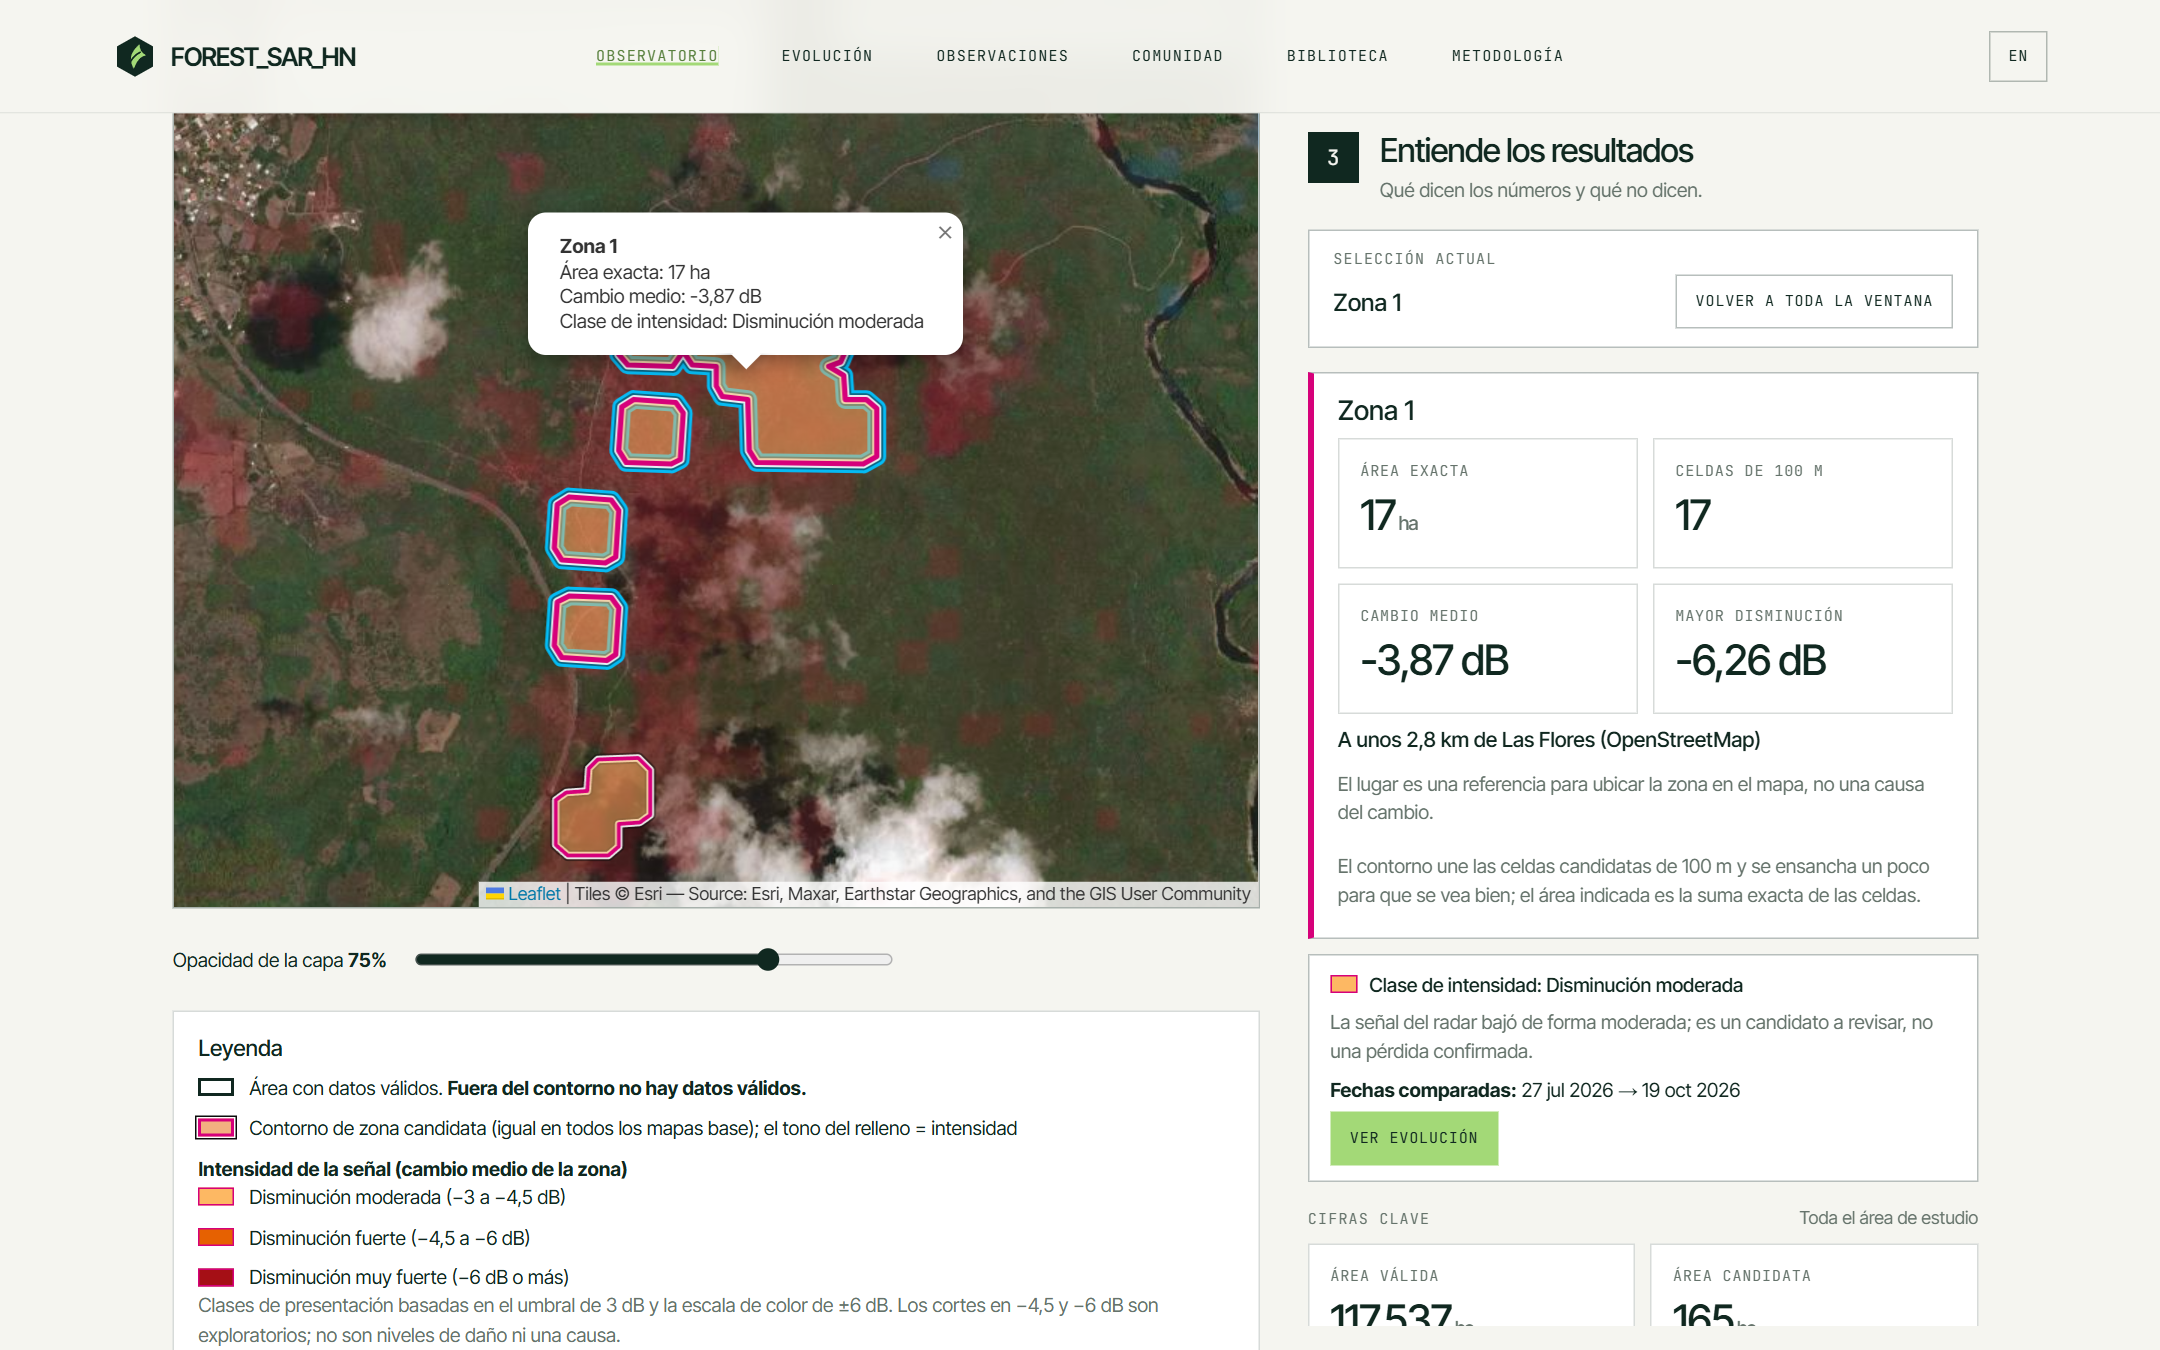 FOREST_SAR_HN
OBSERVATORIO
EVOLUCIÓN
OBSERVACIONES
COMUNIDAD
BIBLIOTECA
METODOLOGÍA
EN
Zona 1
Área exacta: 17 ha
Cambio medio: -3,87 dB
Clase de intensidad: Disminución moderada
Leaflet | Tiles © Esri — Source: Esri, Maxar, Earthstar Geographics, and the GIS User Community
Opacidad de la capa 75%
Leyenda
Área con datos válidos. Fuera del contorno no hay datos válidos.
Contorno de zona candidata (igual en todos los mapas base); el tono del relleno = intensidad
Intensidad de la señal (cambio medio de la zona)
Disminución moderada (−3 a −4,5 dB)
Disminución fuerte (−4,5 a −6 dB)
Disminución muy fuerte (−6 dB o más)
Clases de presentación basadas en el umbral de 3 dB y la escala de color de ±6 dB. Los cortes en −4,5 y −6 dB son
exploratorios; no son niveles de daño ni una causa.
3
Entiende los resultados
Qué dicen los números y qué no dicen.
SELECCIÓN ACTUAL
Zona 1
VOLVER A TODA LA VENTANA
Zona 1
ÁREA EXACTA
17 ha
CELDAS DE 100 M
17
CAMBIO MEDIO
-3,87 dB
MAYOR DISMINUCIÓN
-6,26 dB
A unos 2,8 km de Las Flores (OpenStreetMap)
El lugar es una referencia para ubicar la zona en el mapa, no una causa
del cambio.
El contorno une las celdas candidatas de 100 m y se ensancha un poco
para que se vea bien; el área indicada es la suma exacta de las celdas.
Clase de intensidad: Disminución moderada
La señal del radar bajó de forma moderada; es un candidato a revisar, no
una pérdida confirmada.
Fechas comparadas: 27 jul 2026 → 19 oct 2026
VER EVOLUCIÓN
CIFRAS CLAVE
Toda el área de estudio
ÁREA VÁLIDA
117 537 ha
ÁREA CANDIDATA
165 ha